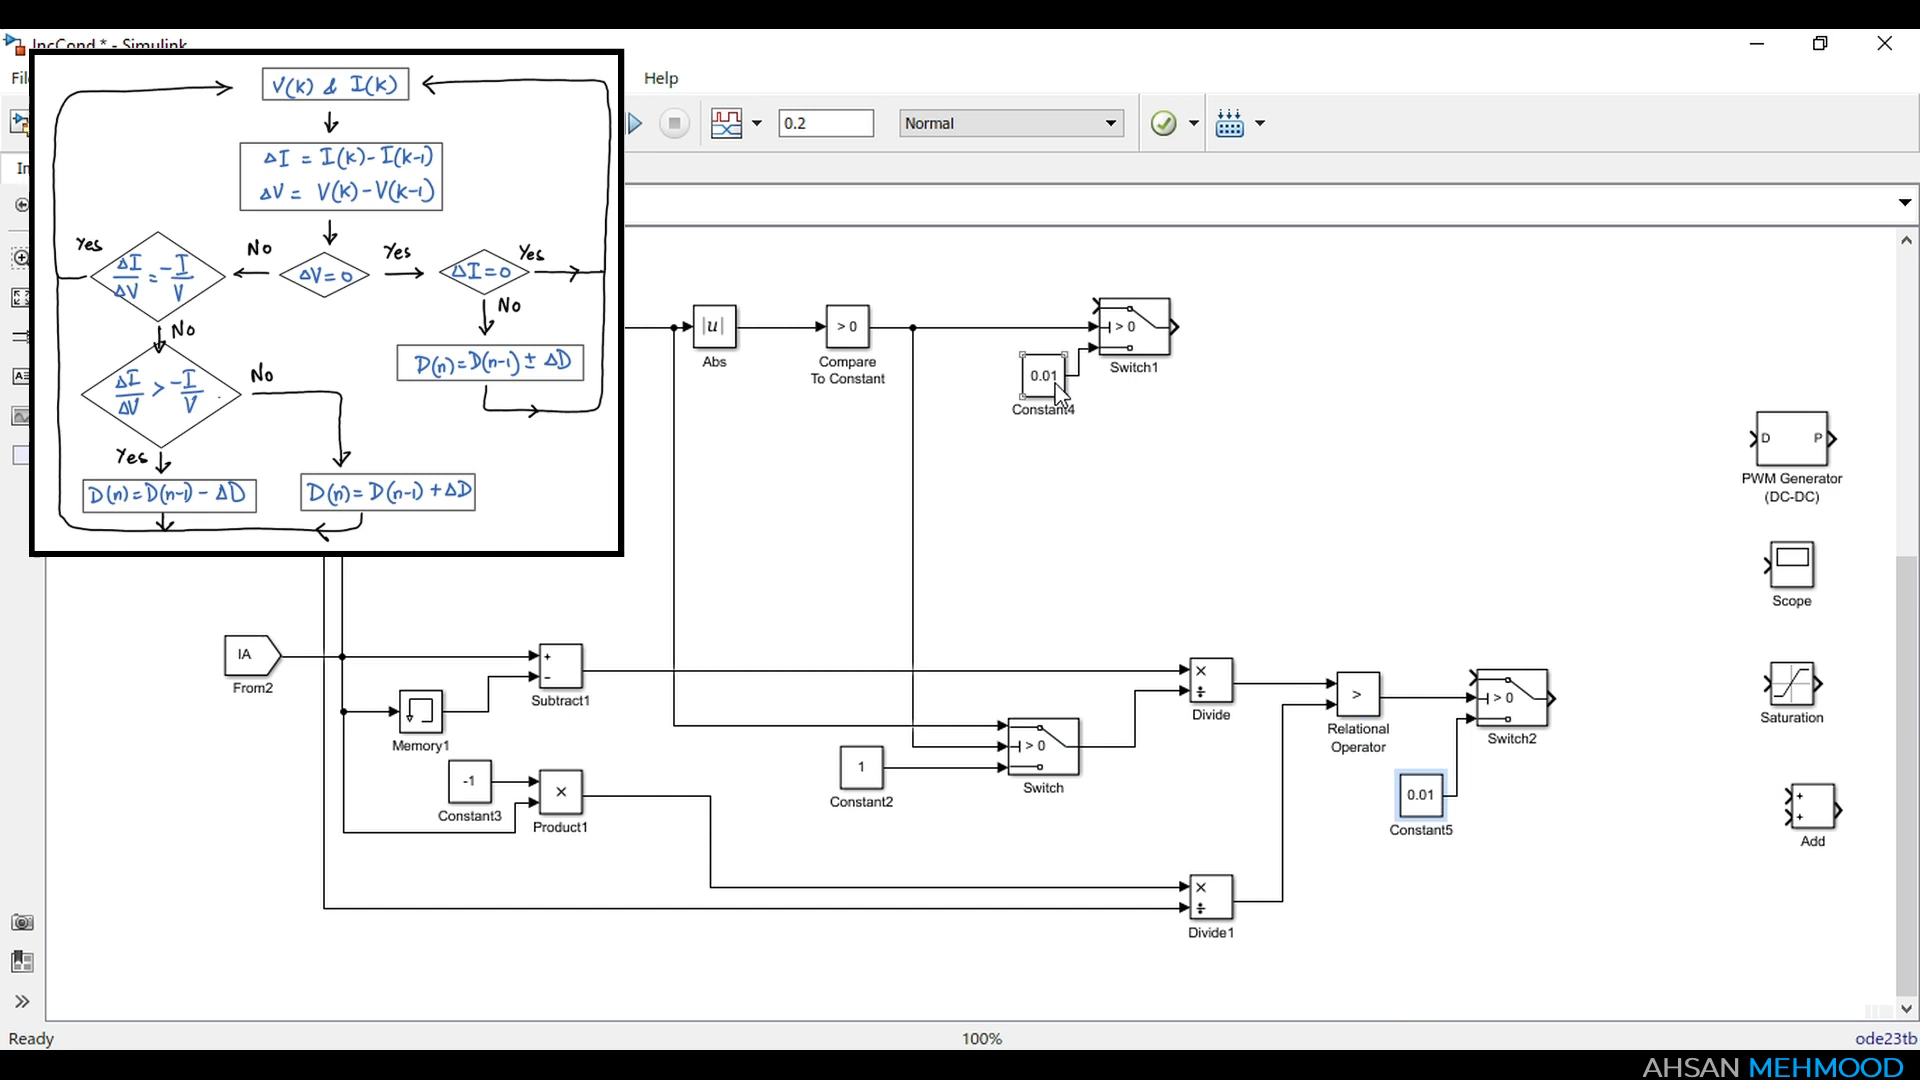 IncCond * - Simulink
Help
0.2
Normal
V(k) & I(k)
ΔI = I(k)-I(k-1)
ΔV = V(k)-V(k-1)
Yes
No
Yes
Yes
ΔI/ΔV = -I/V
ΔV=0
ΔI=0
No
No
D(n)=D(n-1) ± ΔD
ΔI/ΔV > -I/V
No
Yes
D(n)=D(n-1) - ΔD
D(n)=D(n-1) +ΔD
|u|
Abs
> 0
Compare
To Constant
> 0
Switch1
0.01
Constant4
D P
PWM Generator
(DC-DC)
Scope
Saturation
+
+
Add
IA
From2
+
-
Subtract1
Memory1
-1
Constant3
×
Product1
1
Constant2
> 0
Switch
×
÷
Divide
>
Relational
Operator
> 0
Switch2
0.01
Constant5
×
÷
Divide1
Ready
100%
ode23tb
AHSAN MEHMOOD